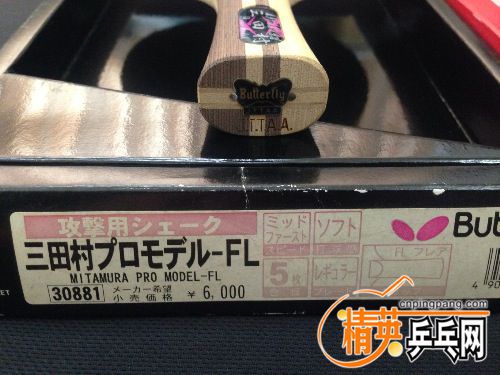 Butterfly
J.T.T.A.A.
攻撃用シェーク
三田村プロモデル-FL
MITAMURA PRO MODEL-FL
30881
メーカー希望
小売価格
¥6,000
ミッド
ファースト
ソフト
5枚
レギュラー
FL フレア
But
4 90
cnpingpang.com
精英乒乓网